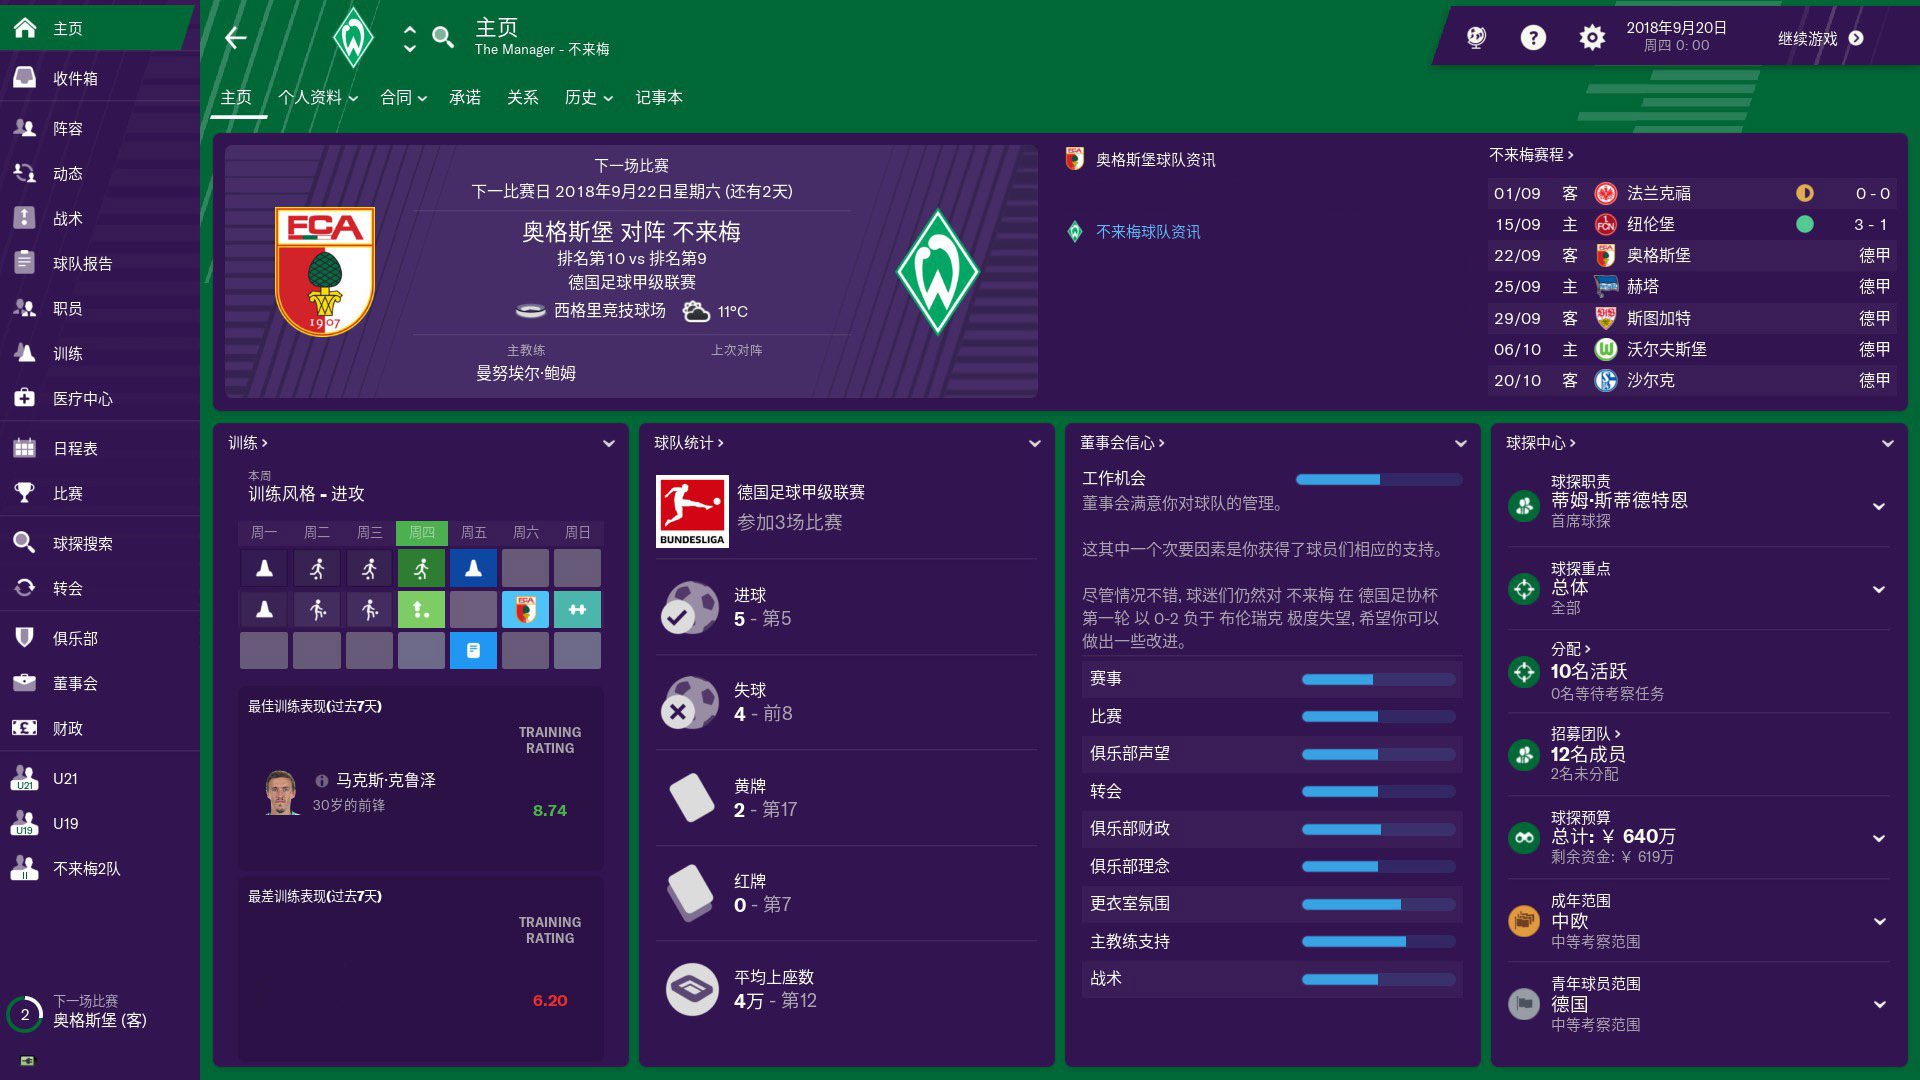 主页
收件箱
阵容
动态
战术
球队报告
职员
训练
医疗中心
日程表
比赛
球探搜索
转会
俱乐部
董事会
财政
U21
U21
U19
U19
II
不来梅2队
2
下一场比赛
奥格斯堡 (客)
主页
The Manager - 不来梅
2018年9月20日
周四 0:00
继续游戏
主页
个人资料
合同
承诺
关系
历史
记事本
下一场比赛
下一比赛日 2018年9月22日星期六 (还有2天)
奥格斯堡 对阵 不来梅
排名第10 vs 排名第9
德国足球甲级联赛
西格里竞技球场
11°C
主教练
上次对阵
曼努埃尔·鲍姆
FCA
1907
W
奥格斯堡球队资讯
不来梅球队资讯
不来梅赛程
01/09 客 法兰克福 0 - 0
15/09 主 纽伦堡 3 - 1
22/09 客 奥格斯堡 德甲
25/09 主 赫塔 德甲
29/09 客 斯图加特 德甲
06/10 主 沃尔夫斯堡 德甲
20/10 客 沙尔克 德甲
训练
本周
训练风格 - 进攻
周一 周二 周三 周四 周五 周六 周日
最佳训练表现(过去7天)
TRAINING
RATING
马克斯·克鲁泽
30岁的前锋
8.74
最差训练表现(过去7天)
TRAINING
RATING
6.20
球队统计
BUNDESLIGA
德国足球甲级联赛
参加3场比赛
进球
5 - 第5
失球
4 - 前8
黄牌
2 - 第17
红牌
0 - 第7
平均上座数
4万 - 第12
董事会信心
工作机会
董事会满意你对球队的管理。
这其中一个次要因素是你获得了球员们相应的支持。
尽管情况不错, 球迷们仍然对 不来梅 在 德国足协杯
第一轮 以 0-2 负于 布伦瑞克 极度失望, 希望你可以
做出一些改进。
赛事
比赛
俱乐部声望
转会
俱乐部财政
俱乐部理念
更衣室氛围
主教练支持
战术
球探中心
球探职责
蒂姆·斯蒂德特恩
首席球探
球探重点
总体
全部
分配
10名活跃
0名等待考察任务
招募团队
12名成员
2名未分配
球探预算
总计: ¥ 640万
剩余资金: ¥ 619万
成年范围
中欧
中等考察范围
青年球员范围
德国
中等考察范围